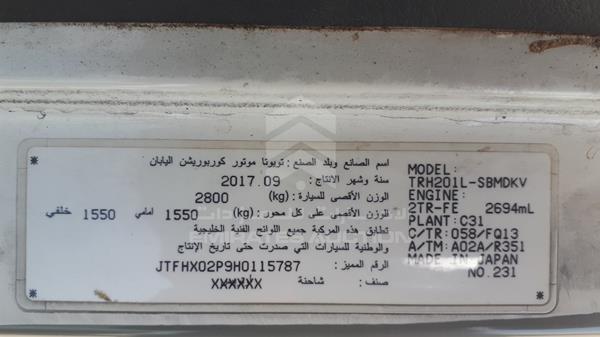 اسم الصانع وبلد الصنع : تويوتا موتور كوربوريشن اليابان
سنة وشهر الانتاج : 2017.09
الوزن الأقصى للسيارة (kg) 2800
الوزن الأقصى على كل محور : (kg) 1550 امامي 1550 خلفي
تطابق هذه المركبة جميع اللوائح الفنية الخليجية
والوطنية للسيارات التي صدرت حتى تاريخ الإنتاج
الرقم المميز : JTFHX02P9H0115787
صنف : شاحنة XXXXXX
MODEL:
TRH201L-SBMDKV
ENGINE:
2TR-FE 2694mL
PLANT: C31
C/TR: 058/FQ13
A/TM: A02A/R351
MADE IN JAPAN
NO.231
EMIRATES AUCTION